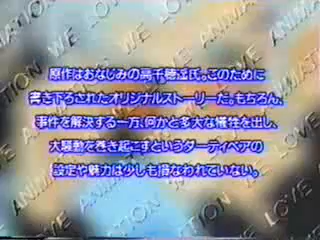 WE LOVE ANIMATION
原作はおなじみの高千穂遥氏。このために
書き下ろされたオリジナルストーリーだ。もちろん、
事件を解決する一方、何かと多大な犠牲を出し、
大騒動を巻き起こすというダーティペアの
設定や魅力は少しも損なわれていない。